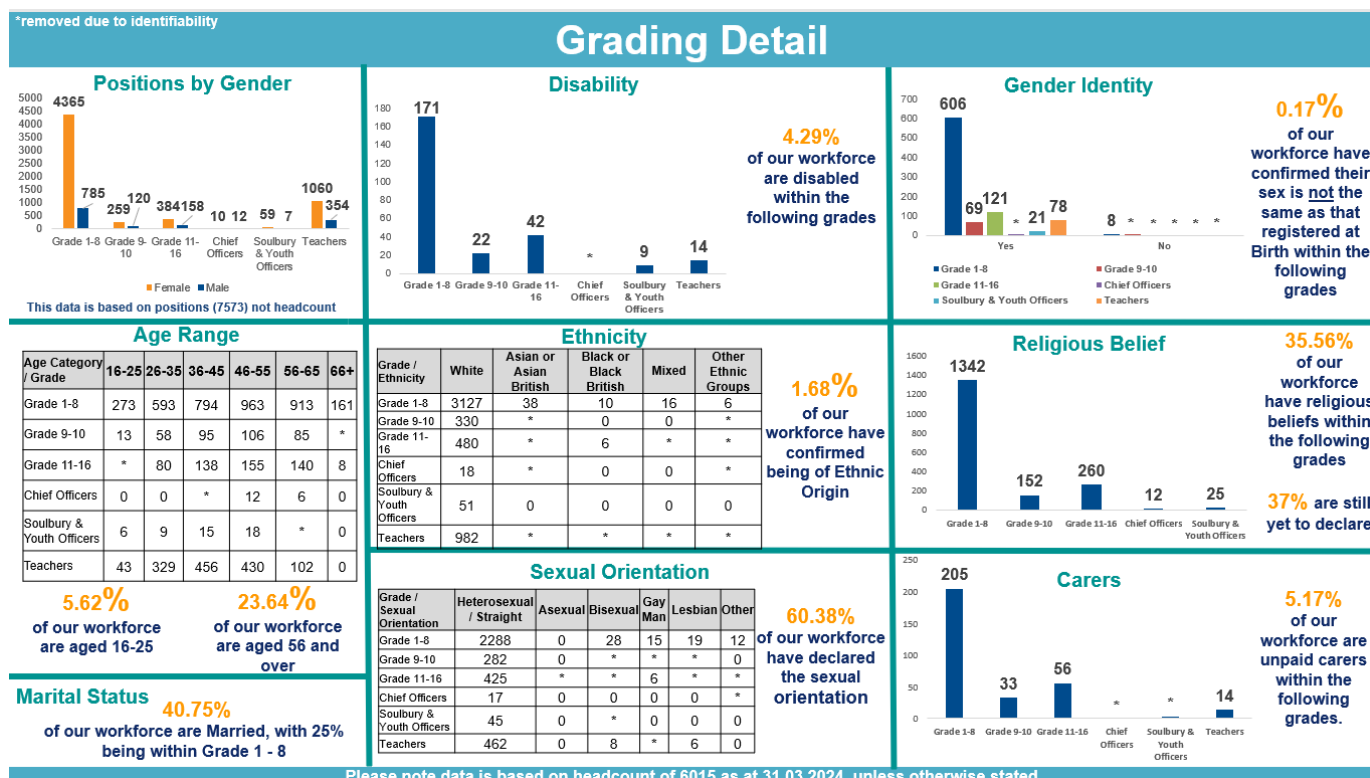 *removed due to identifiability
Grading Detail
Positions by Gender
5000
4500
4000
3500
3000
2500
2000
1500
1000
500
0
4365
785
259
120
384
158
10
12
59
7
1060
354
Grade 1-8
Grade 9-
10
Grade 11-
16
Chief
Officers
Soulbury
& Youth
Officers
Teachers
Female
Male
This data is based on positions (7573) not headcount
Disability
180
160
140
120
100
80
60
40
20
0
171
22
42
*
9
14
Grade 1-8
Grade 9-10
Grade 11-
16
Chief
Officers
Soulbury
& Youth
Officers
Teachers
4.29%
of our workforce
are disabled
within the
following grades
Gender Identity
700
600
500
400
300
200
100
0
606
69
121
*
21
78
8
*
*
*
*
*
Yes
No
Grade 1-8
Grade 9-10
Grade 11-16
Chief Officers
Soulbury & Youth Officers
Teachers
0.17%
of our
workforce have
confirmed their
sex is not the
same as that
registered at
Birth within the
following
grades
Age Range
Age Category
/ Grade
16-25 26-35 36-45 46-55 56-65 66+
Grade 1-8 273 593 794 963 913 161
Grade 9-10 13 58 95 106 85 *
Grade 11-16 * 80 138 155 140 8
Chief Officers 0 0 * 12 6 0
Soulbury &
Youth Officers
6 9 15 18 * 0
Teachers 43 329 456 430 102 0
5.62%
of our workforce
are aged 16-25
23.64%
of our workforce
are aged 56 and
over
Marital Status
40.75%
of our workforce are Married, with 25%
being within Grade 1 - 8
Ethnicity
Grade /
Ethnicity
White
Asian or
Asian
British
Black or
Black
British
Mixed
Other
Ethnic
Groups
Grade 1-8 3127 38 10 16 6
Grade 9-10 330 * 0 0 *
Grade 11-
16
480 * 6 * *
Chief
Officers
18 * 0 0 *
Soulbury &
Youth
Officers
51 0 0 0 0
Teachers 982 * * * *
1.68%
of our
workforce have
confirmed
being of Ethnic
Origin
Sexual Orientation
Grade /
Sexual
Orientation
Heterosexual
/ Straight
Asexual
Bisexual
Gay
Man
Lesbian
Other
Grade 1-8 2288 0 28 15 19 12
Grade 9-10 282 0 * * * 0
Grade 11-16 425 * * 6 * *
Chief Officers 17 0 0 0 0 *
Soulbury &
Youth Officers
45 0 * 0 0 0
Teachers 462 0 8 * 6 0
60.38%
of our workforce
have declared
the sexual
orientation
Religious Belief
1600
1400
1200
1000
800
600
400
200
0
1342
152
260
12
25
Grade 1-8
Grade 9-10
Grade 11-16
Chief Officers
Soulbury &
Youth Officers
35.56%
of our
workforce
have religious
beliefs within
the following
grades
37% are still
yet to declare
Carers
250
200
150
100
50
0
205
33
56
*
*
14
Grade 1-8
Grade 9-10
Grade 11-16
Chief
Officers
Soulbury &
Youth
Officers
Teachers
5.17%
of our
workforce are
unpaid carers
within the
following
grades.
Please note data is based on headcount of 6015 as at 31.03.2024, unless otherwise stated